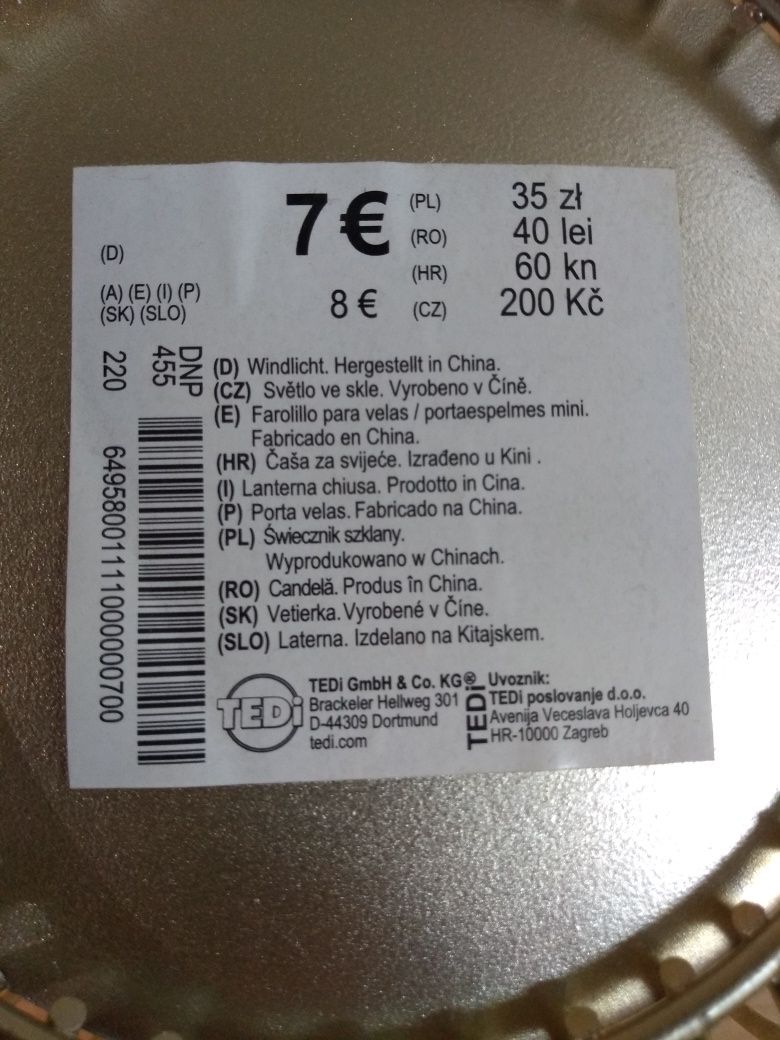 (D) 7 €
(A) (E) (I) (P)
(SK) (SLO) 8 €
(PL) 35 zł
(RO) 40 lei
(HR) 60 kn
(CZ) 200 Kč
DNP
455
220
64958001111000000700
(D) Windlicht. Hergestellt in China.
(CZ) Světlo ve skle. Vyrobeno v Číně.
(E) Farolillo para velas / portaespelmes mini.
Fabricado en China.
(HR) Čaša za svijeće. Izrađeno u Kini .
(I) Lanterna chiusa. Prodotto in Cina.
(P) Porta velas. Fabricado na China.
(PL) Świecznik szklany.
Wyprodukowano w Chinach.
(RO) Candelă. Produs în China.
(SK) Vetierka. Vyrobené v Číne.
(SLO) Laterna. Izdelano na Kitajskem.
TEDi
TEDi GmbH & Co. KG®
Brackeler Hellweg 301
D-44309 Dortmund
tedi.com
TEDi
Uvoznik:
TEDi poslovanje d.o.o.
Avenija Veceslava Holjevca 40
HR-10000 Zagreb